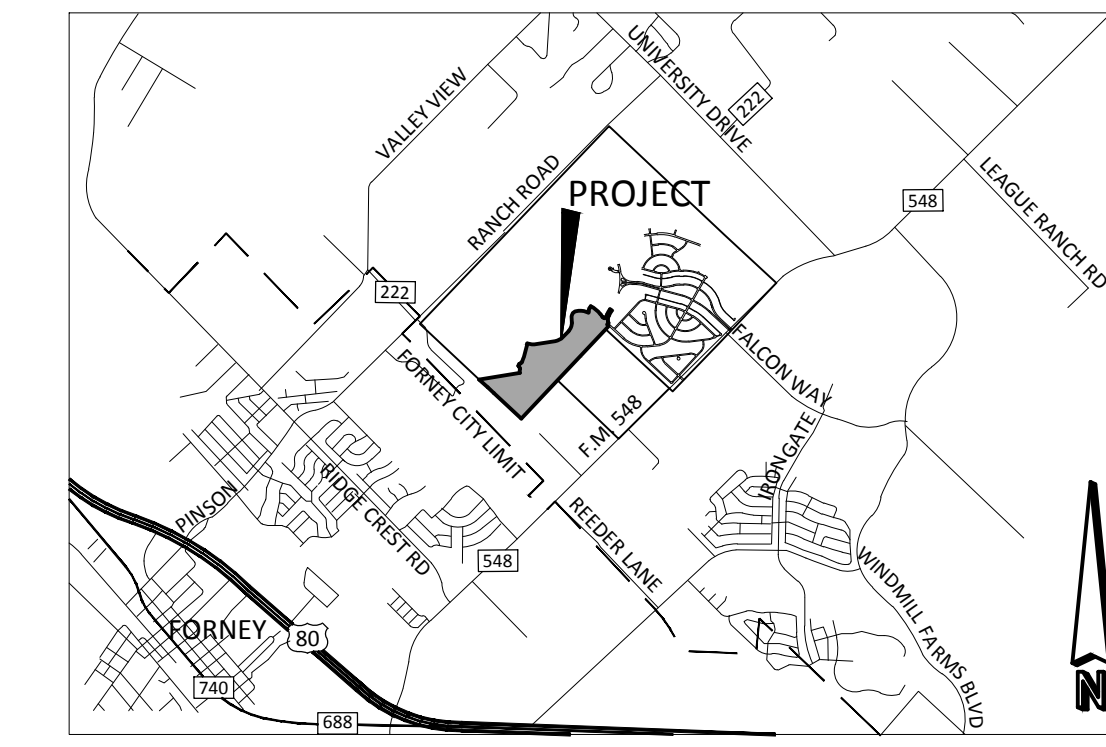 UNIVERSITY DRIVE
VALLEY VIEW
222
LEAGUE RANCH RD
RANCH ROAD
PROJECT
548
222
FALCON WAY
FORNEY CITY LIMIT
F.M. 548
IRONGATE
RIDGE CREST RD
PINSON
REEDER LANE
548
WINDMILL FARMS BLVD
FORNEY
80
740
688
N